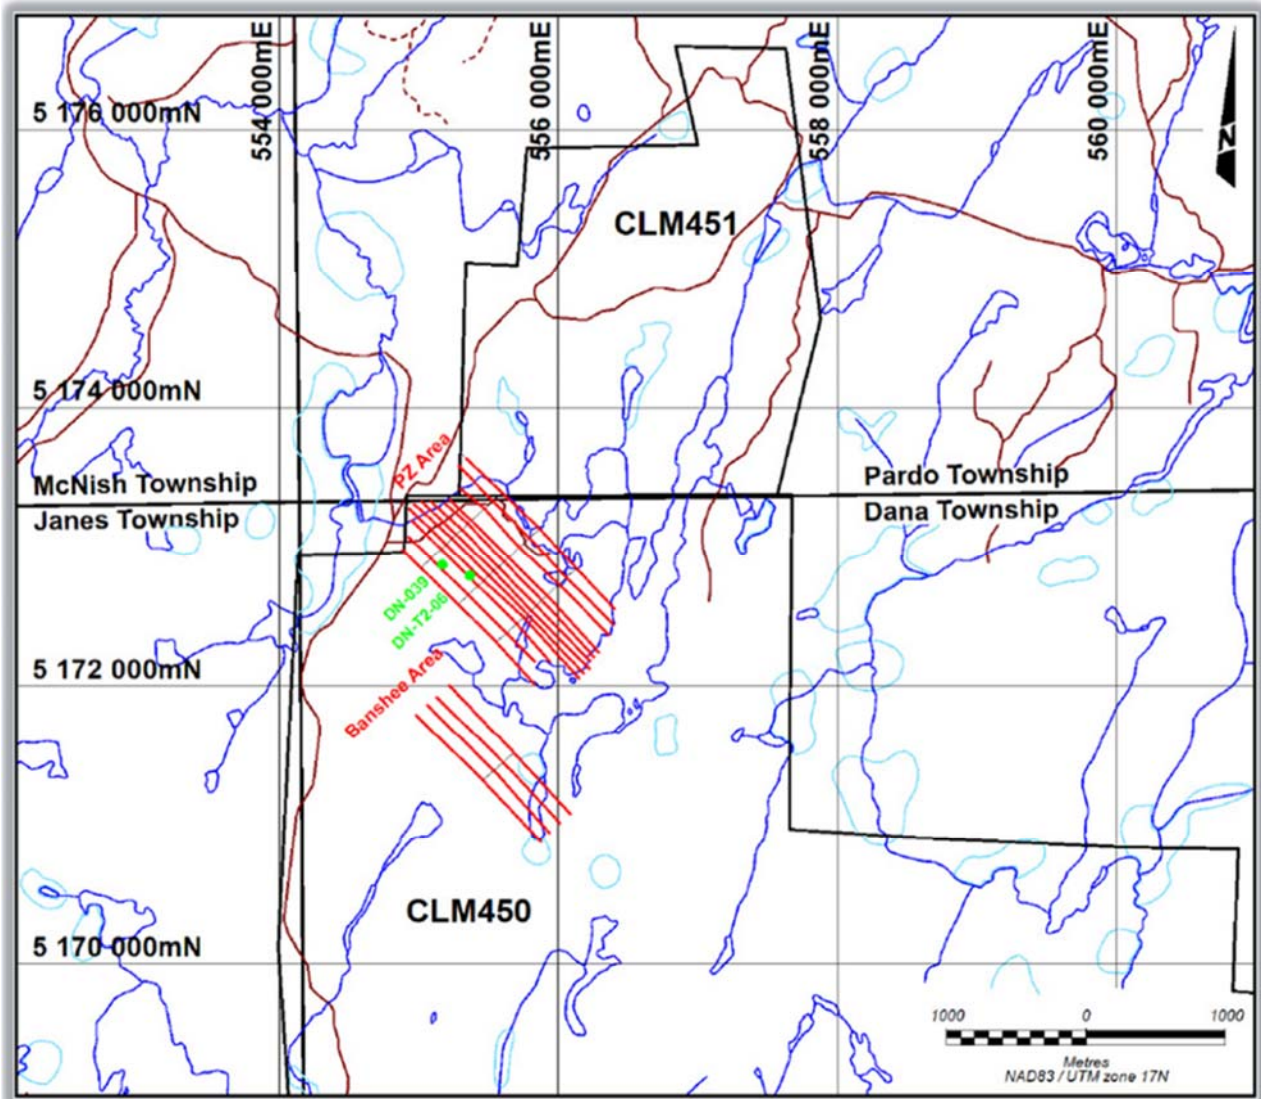 554 000mE
556 000mE
558 000mE
560 000mE
5 176 000mN
N
CLM451
5 174 000mN
PZ Area
McNish Township
Pardo Township
Janes Township
Dana Township
DN-039
DN-T2-06
5 172 000mN
Banshee Area
CLM450
5 170 000mN
1000 0 1000
Metres
NAD83 / UTM zone 17N